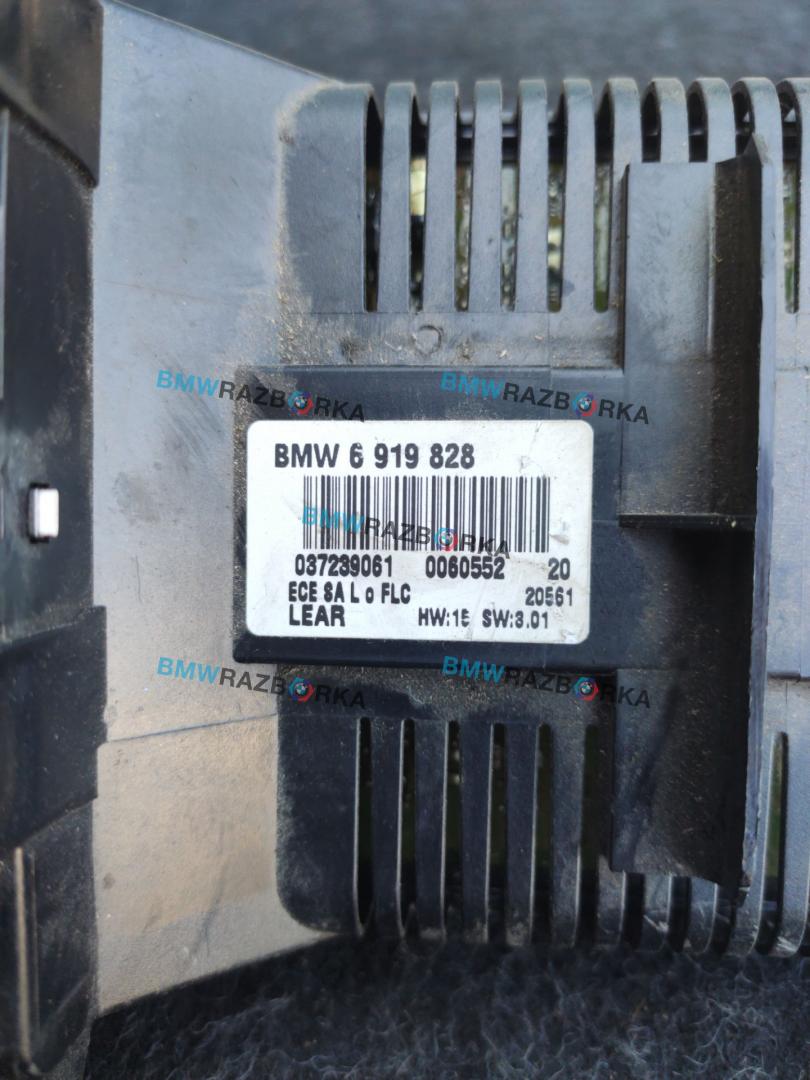 BMWRAZBORKA BMWRAZBORKA
BMW 6 919 828
BMWRAZBORKA
037239061 0060552 20
ECE SA L o FLC 20561
LEAR HW:15 SW:3.01
BMWRAZBORKA BMWRAZBORKA